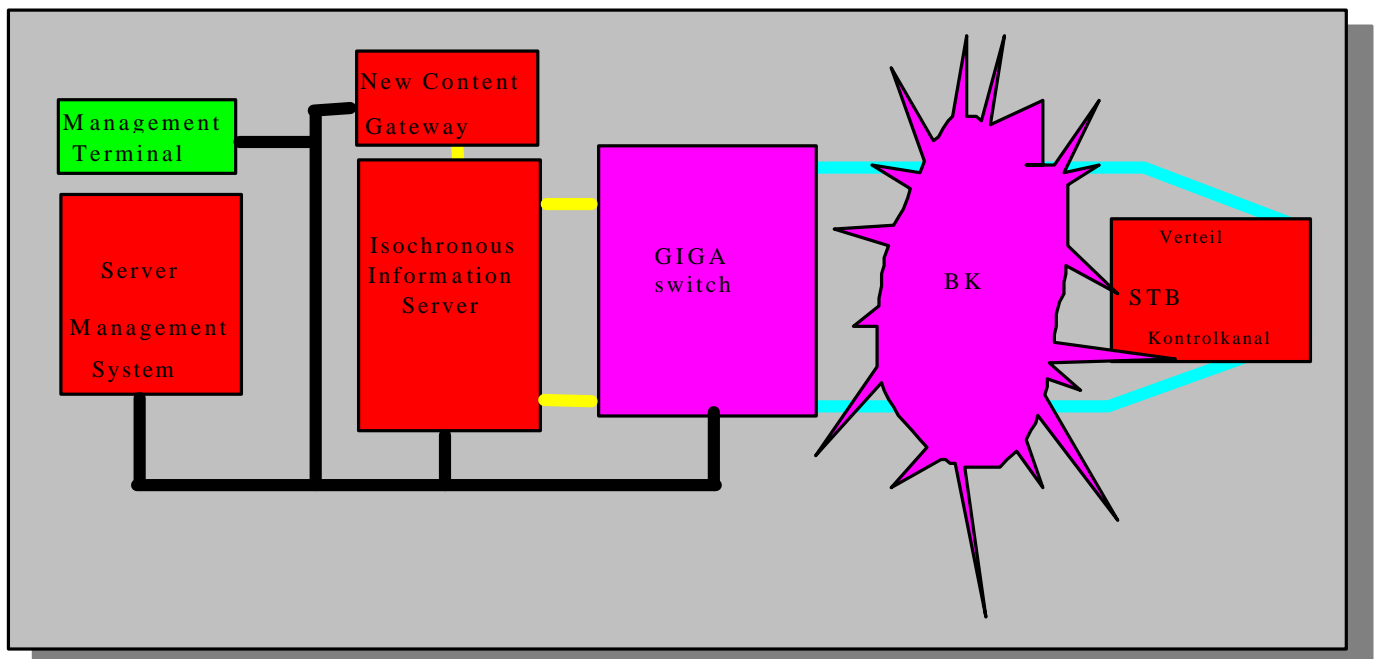 New Content
Gateway
Management
Terminal
Server
Management
System
Isochronous
Information
Server
GIGA
switch
BK
Verteil
STB
Kontrolkanal